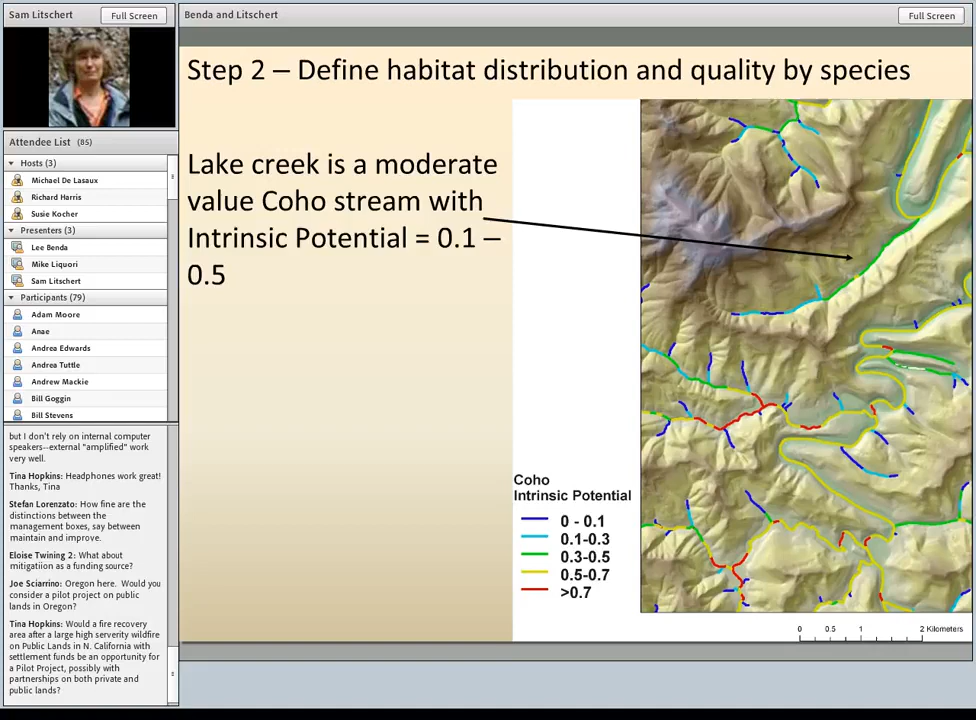 Sam Litschert
Full Screen
Benda and Litschert
Full Screen
Attendee List (85)
Hosts (3)
Michael De Lasaux
Richard Harris
Susie Kocher
Presenters (3)
Lee Benda
Mike Liquori
Sam Litschert
Participants (79)
Adam Moore
Anae
Andrea Edwards
Andrea Tuttle
Andrew Mackie
Bill Goggin
Bill Stevens
but I don't rely on internal computer
speakers--external "amplified" work
very well.
Tina Hopkins: Headphones work great!
Thanks, Tina
Stefan Lorenzato: How fine are the
distinctions between the
management boxes, say between
maintain and improve.
Eloise Twining 2: What about
mitigatiion as a funding source?
Joe Sciarrino: Oregon here. Would you
consider a pilot project on public
lands in Oregon?
Tina Hopkins: Would a fire recovery
area after a large high serverity wildfire
on Public Lands in N. California with
settlement funds be an opportunity for
a Pilot Project, possibly with
partnerships on both private and
public lands?
Step 2 – Define habitat distribution and quality by species
Lake creek is a moderate
value Coho stream with
Intrinsic Potential = 0.1 –
0.5
Coho
Intrinsic Potential
0 - 0.1
0.1-0.3
0.3-0.5
0.5-0.7
>0.7
0 0.5 1 2 Kilometers